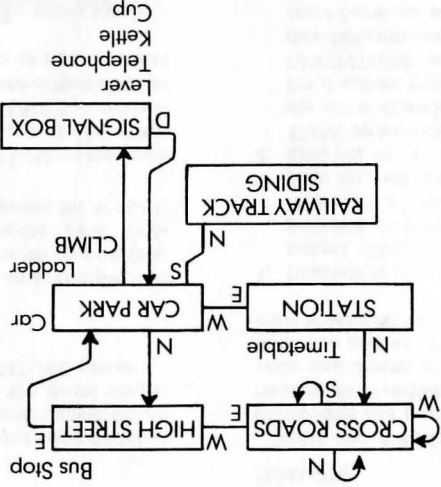 N
Bus Stop
CROSS ROADS
E
W
HIGH STREET
E
W
S
N
Timetable
N
STATION
E
W
CAR PARK
Car
S
Ladder
CLIMB
N
RAILWAY TRACK
SIDING
D
SIGNAL BOX
Lever
Telephone
Kettle
Cup